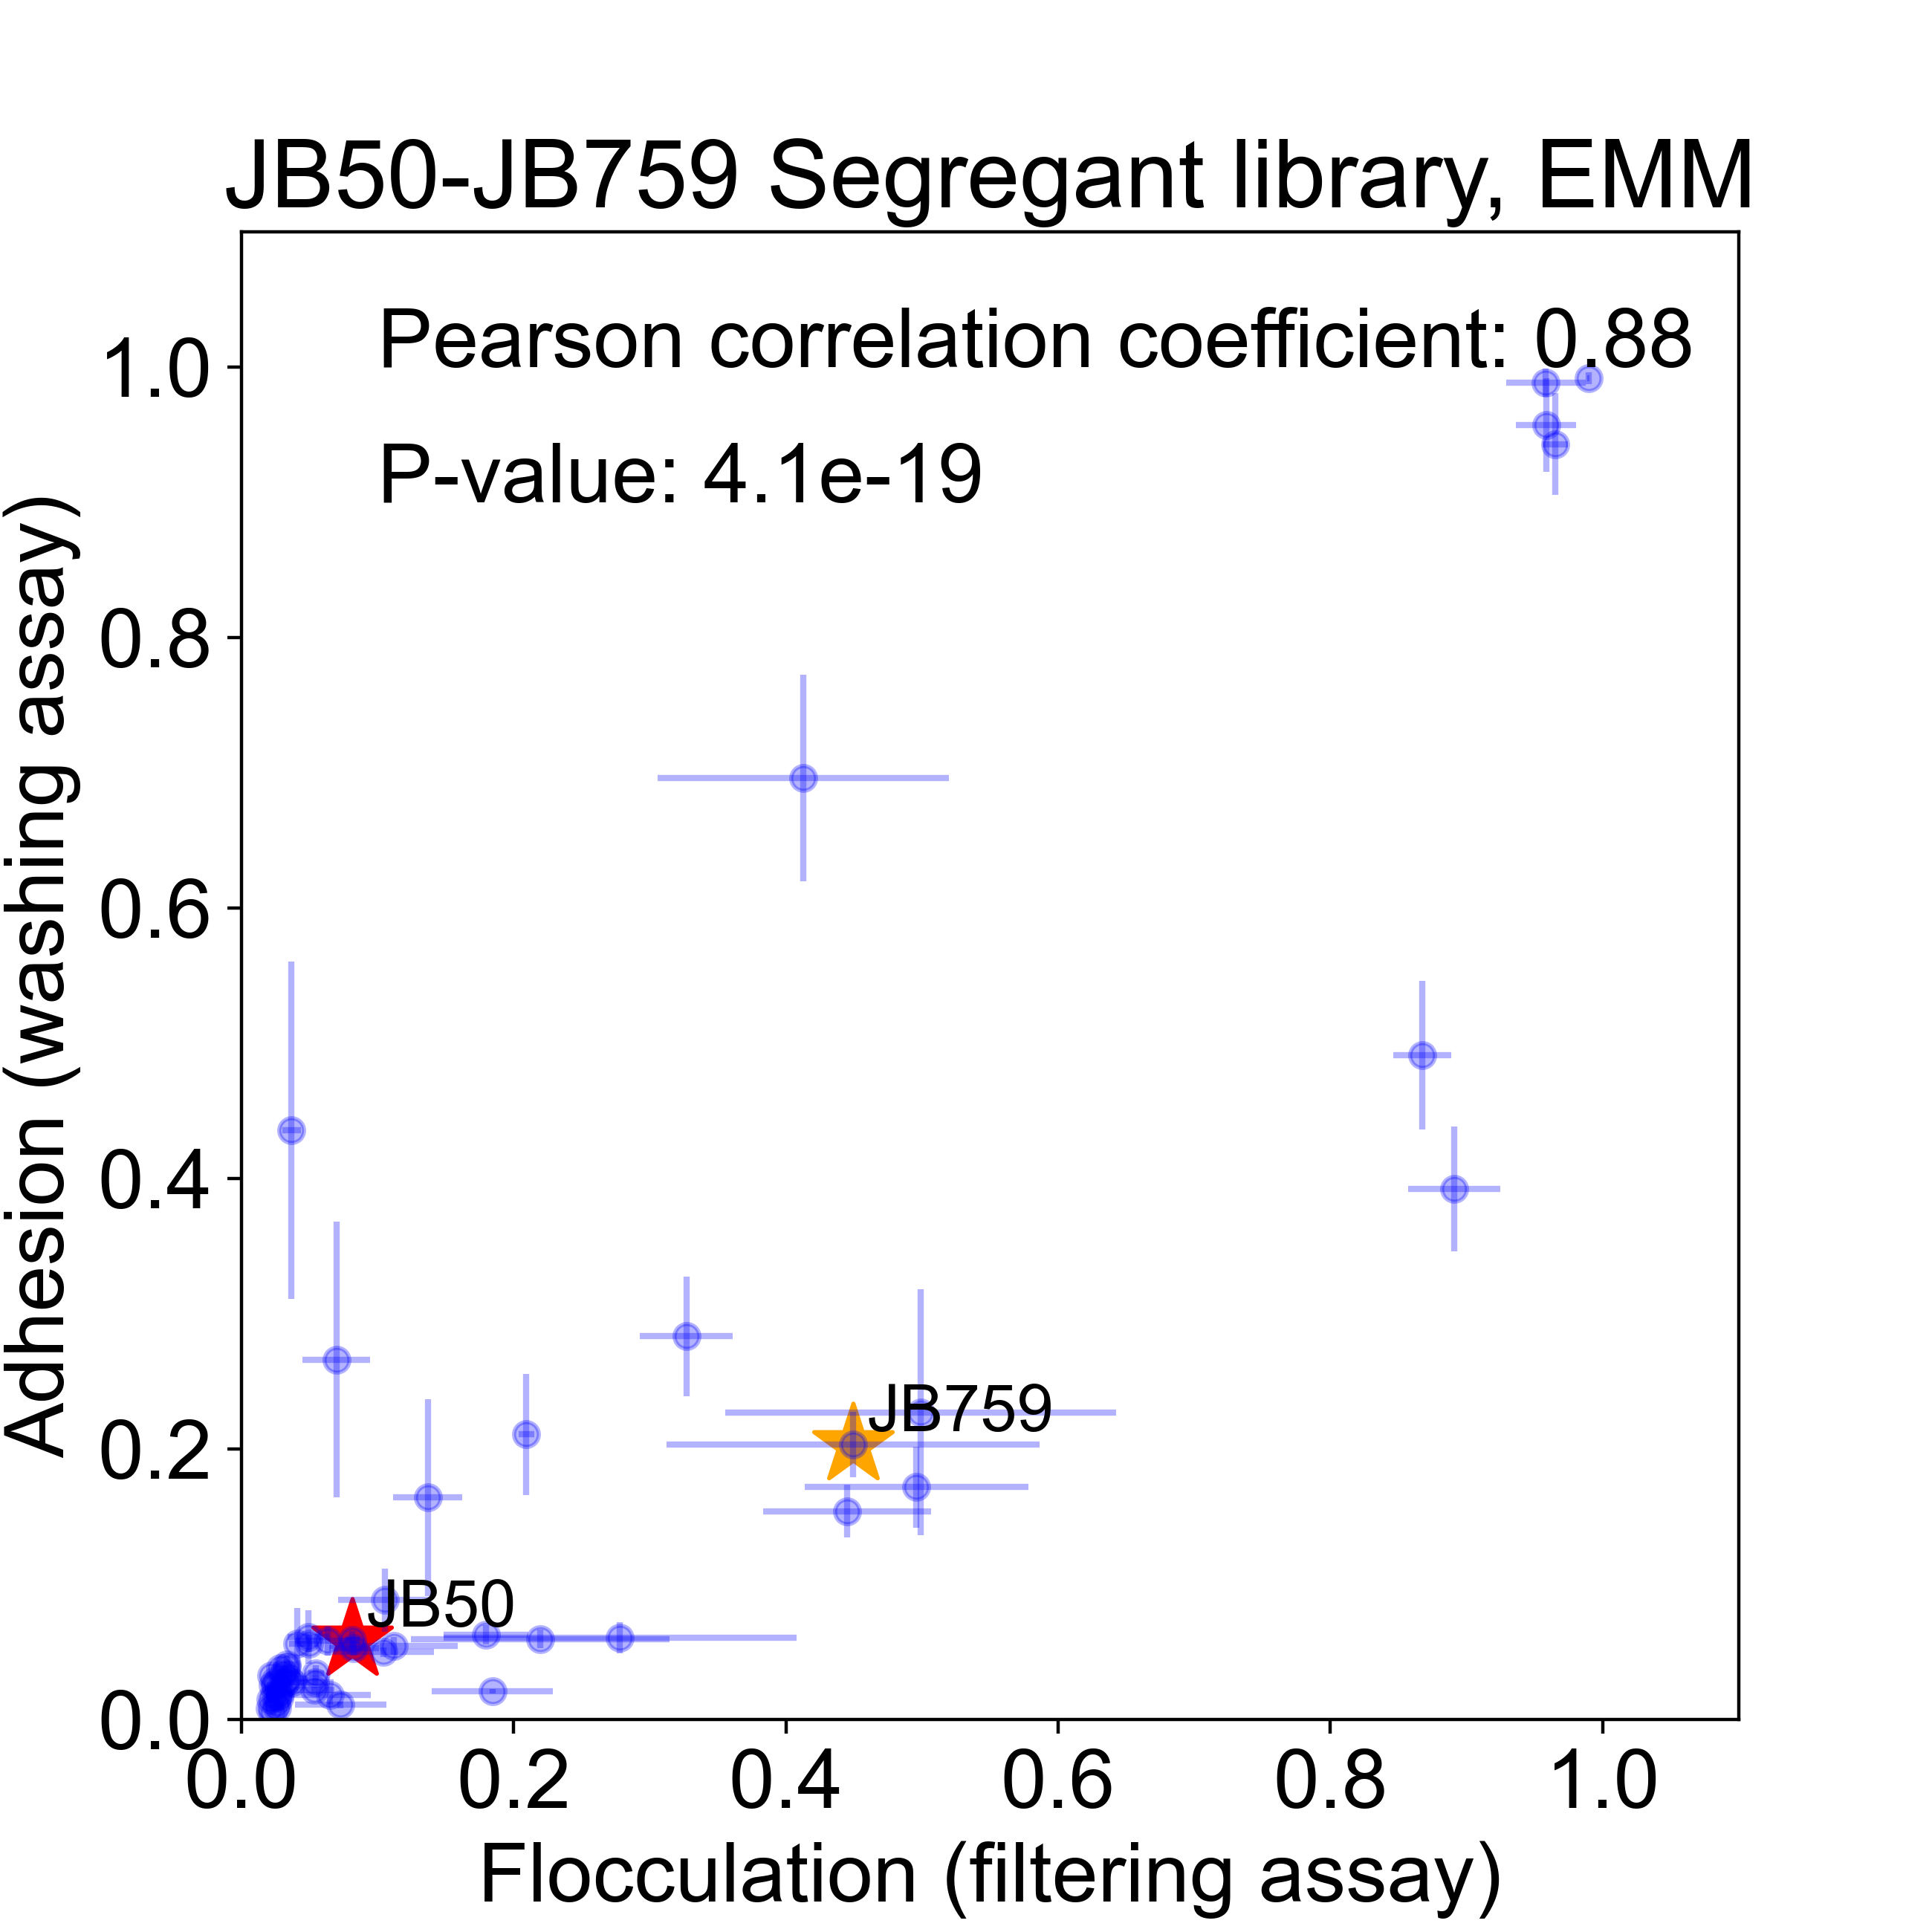 JB50-JB759 Segregant library, EMM
Pearson correlation coefficient: 0.88
P-value: 4.1e-19
Adhesion (washing assay)
1.0
0.8
0.6
0.4
0.2
0.0
JB759
JB50
0.0 0.2 0.4 0.6 0.8 1.0
Flocculation (filtering assay)